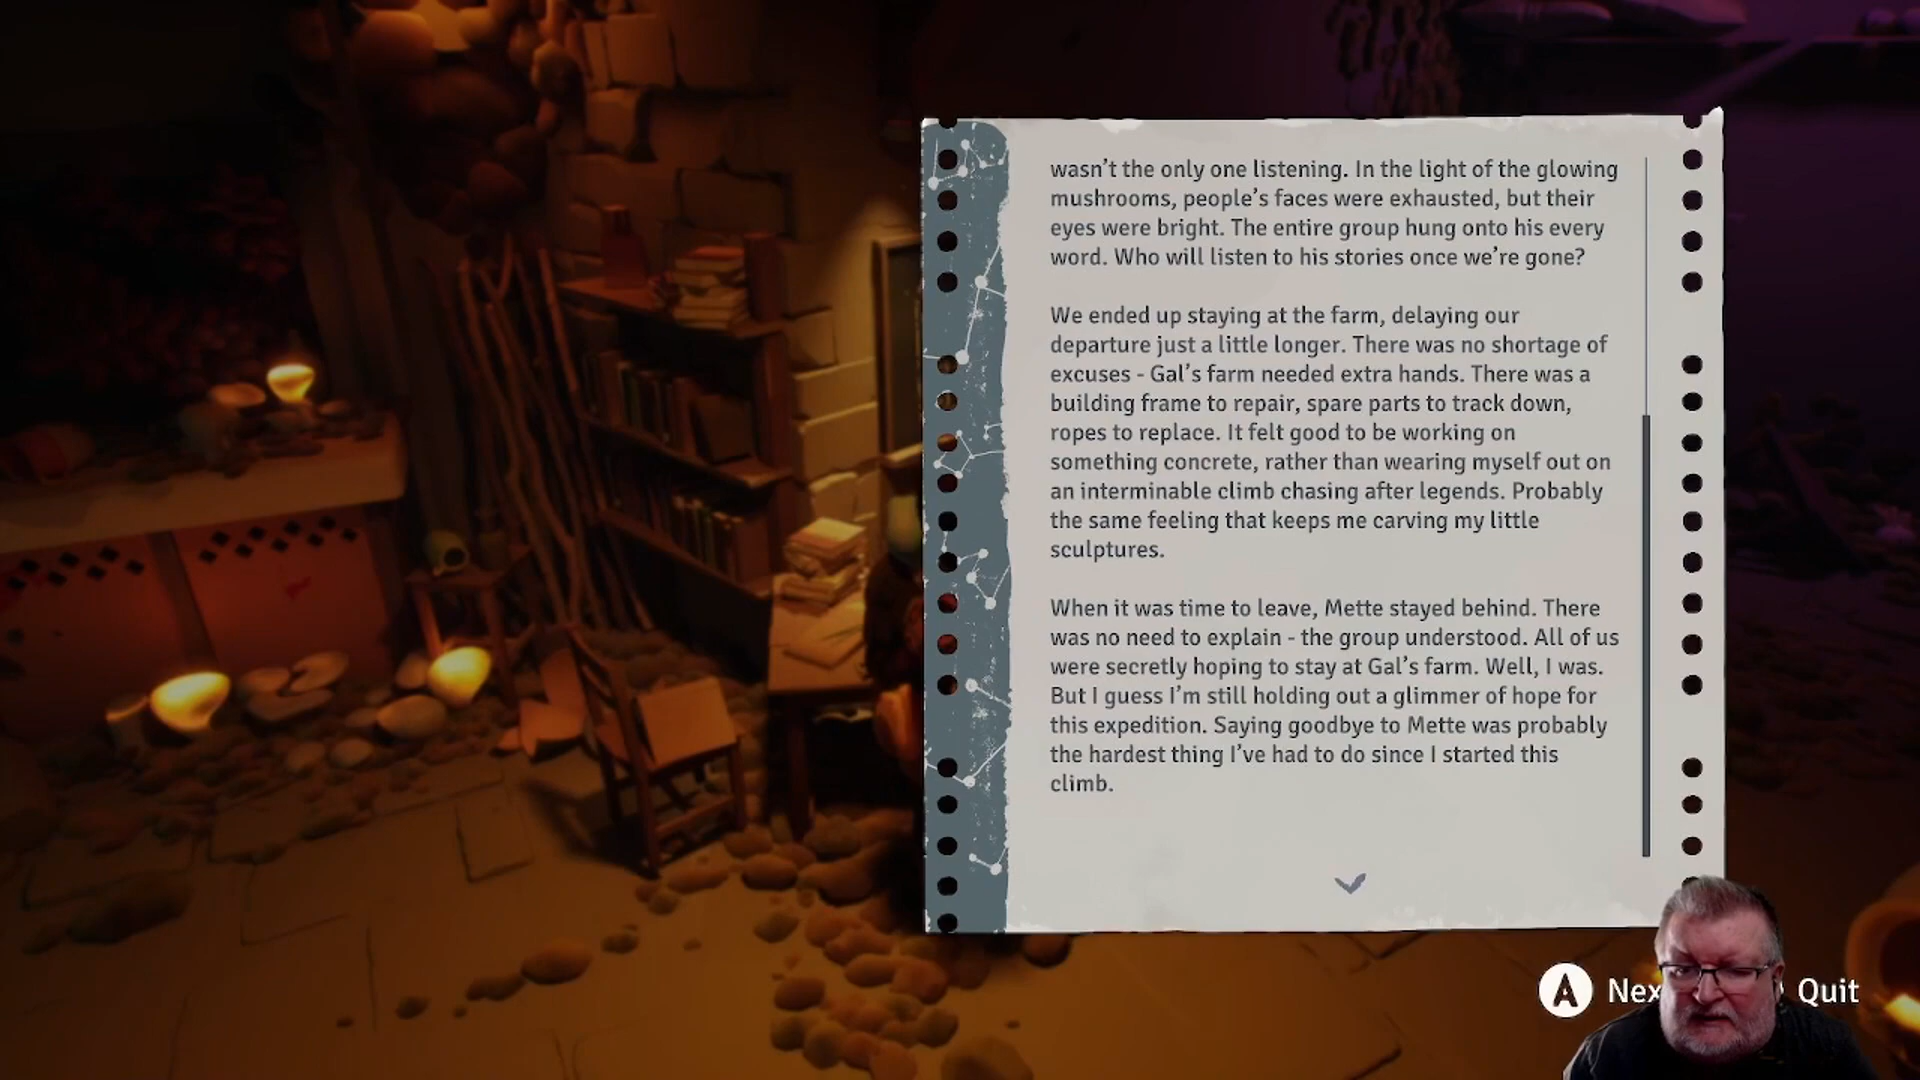 wasn't the only one listening. In the light of the glowing
mushrooms, people's faces were exhausted, but their
eyes were bright. The entire group hung onto his every
word. Who will listen to his stories once we're gone?
We ended up staying at the farm, delaying our
departure just a little longer. There was no shortage of
excuses - Gal's farm needed extra hands. There was a
building frame to repair, spare parts to track down,
ropes to replace. It felt good to be working on
something concrete, rather than wearing myself out on
an interminable climb chasing after legends. Probably
the same feeling that keeps me carving my little
sculptures.
When it was time to leave, Mette stayed behind. There
was no need to explain - the group understood. All of us
were secretly hoping to stay at Gal's farm. Well, I was.
But I guess I'm still holding out a glimmer of hope for
this expedition. Saying goodbye to Mette was probably
the hardest thing I've had to do since I started this
climb.
A Quit